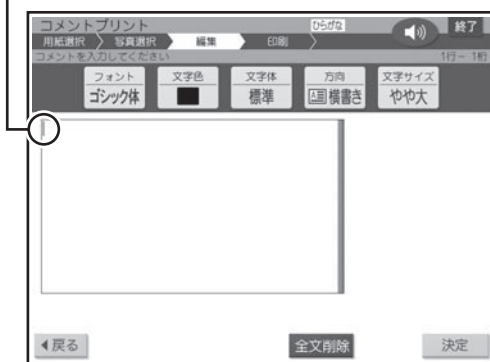 コメントプリント ひらがな 終了
用紙選択 写真選択 編集 印刷
コメントを入力してください 1行－ 1桁
フォント 文字色 文字体 方向 文字サイズ
ゴシック体 標準 横書き やや大
戻る 全文削除 決定